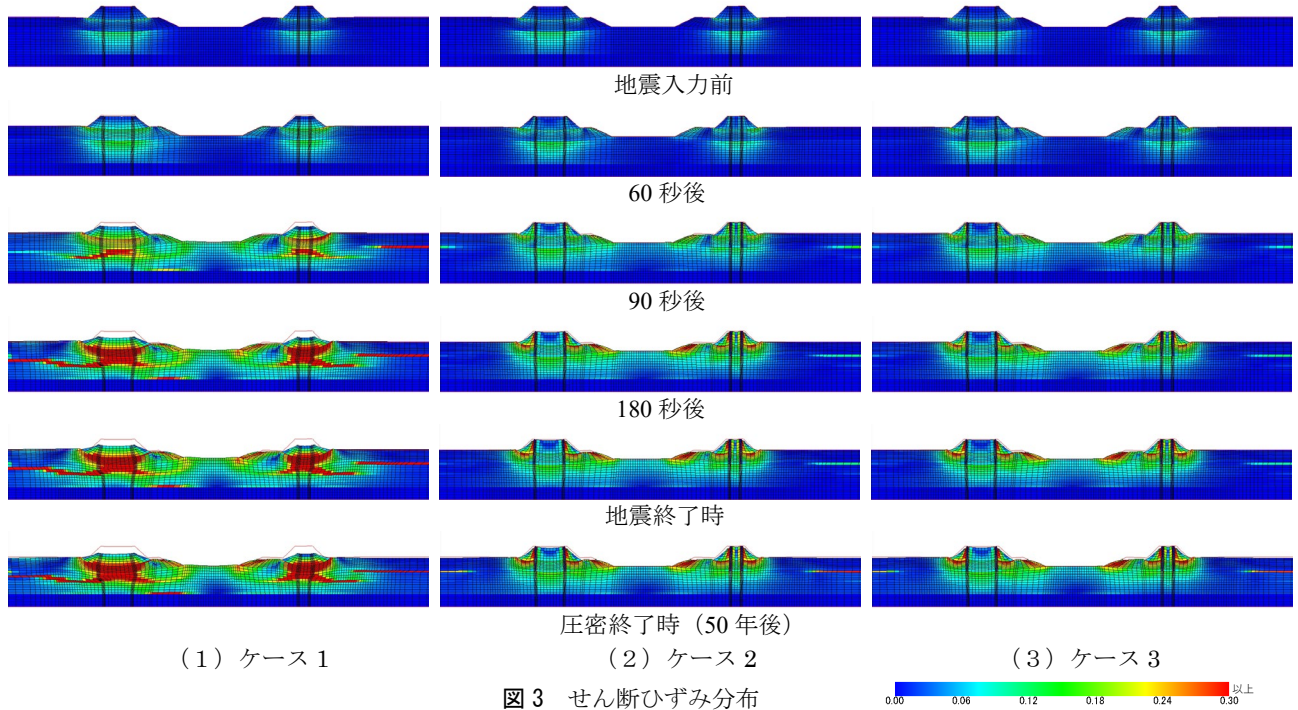 地震入力前
60 秒後
90 秒後
180 秒後
地震終了時
圧密終了時（50 年後）
（１）ケース 1
（２）ケース 2
（３）ケース 3
図 3　せん断ひずみ分布
以上
0.00 0.06 0.12 0.18 0.24 0.30